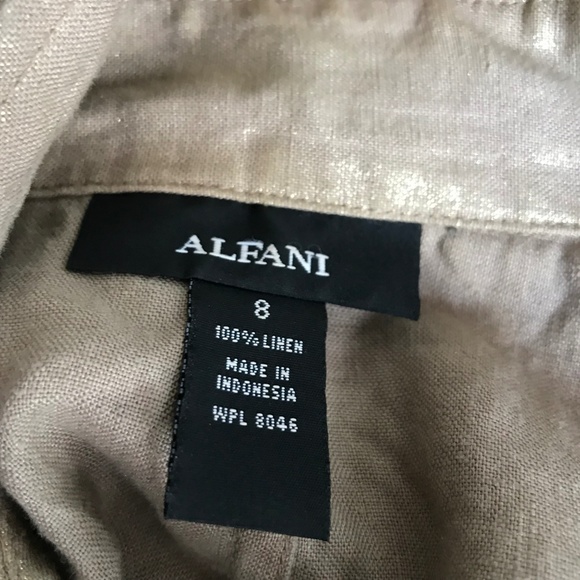 ALFANI
8
100% LINEN
MADE IN
INDONESIA
WPL 8046